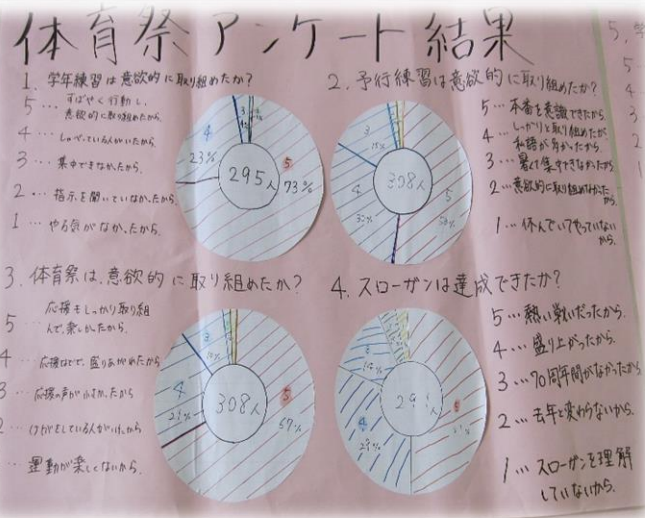 体育祭アンケート結果
1. 学年練習は意欲的に取り組めたか?
5… すばやく行動し、
意欲的に取り組めたから。
4… しゃべっている人がいたから。
3… 集中できなかったから。
2… 指示を聞いていなかったから
1… やる気がなかったから。
295人
5
73%
4
23%
3
2. 予行練習は意欲的に取り組めたか?
5…本番を意識できたから。
4…しっかりと取り組めたが
私語が多かったから
3…暑くて集中できなかったから
2…意欲的に取り組めなかった
から。
1…休んでいてやっていない
から。
308人
5
4
3
3. 体育祭は、意欲的に取り組めたか?
5 応援もしっかり取り組
んで、楽しかったから。
4 応援などで、盛りあがれたから
3 応援の声が小さかったから
2
運動が楽しくないから。
308人
5
57%
4
3
4. スローガンは達成できたか?
5…熱い戦いだったから。
4…盛り上がったから。
3…70周年間がなかったから
2…去年と変わらないから。
1…スローガンを理解
していないから。
4